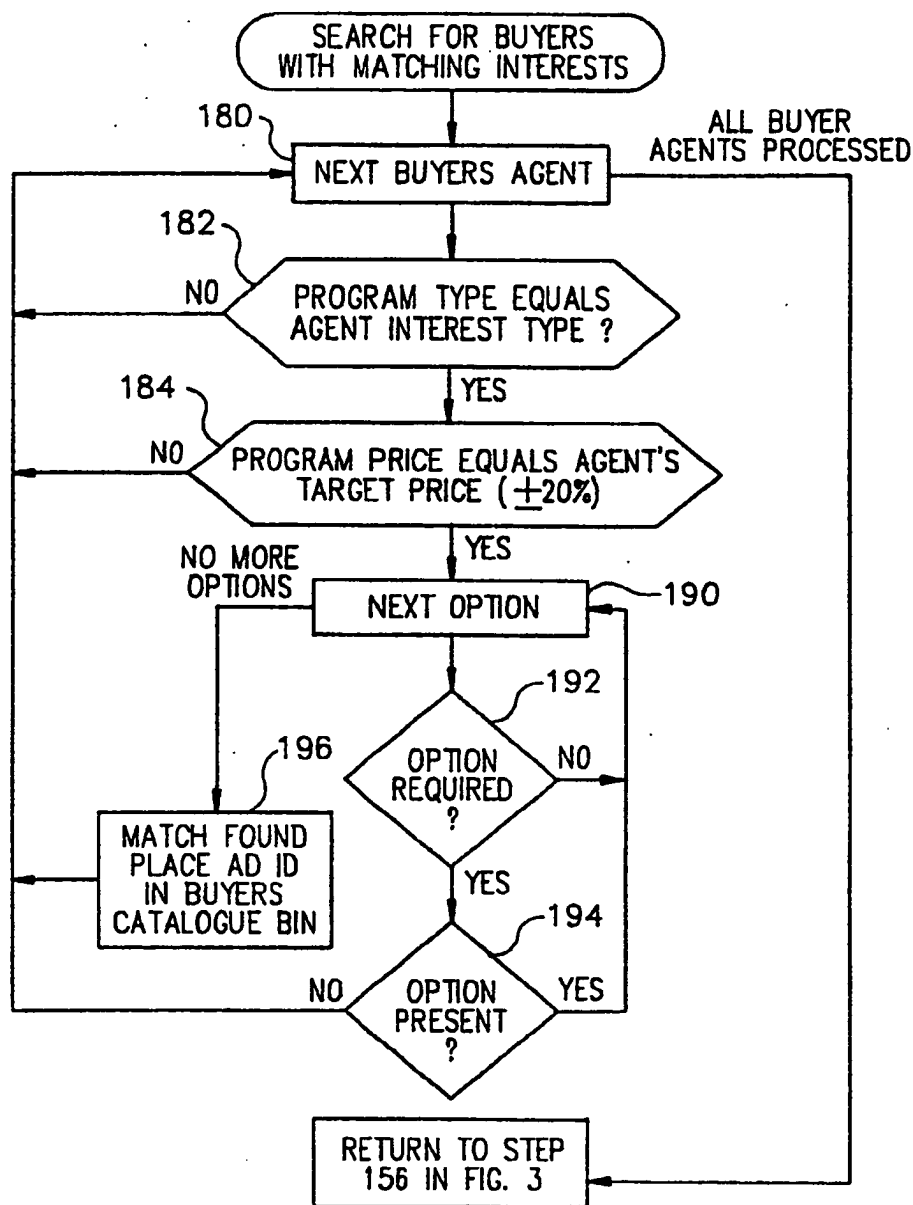 SEARCH FOR BUYERS
WITH MATCHING INTERESTS
180
ALL BUYER
AGENTS PROCESSED
NEXT BUYERS AGENT
182
NO
PROGRAM TYPE EQUALS
AGENT INTEREST TYPE ?
YES
184
NO
PROGRAM PRICE EQUALS AGENT'S
TARGET PRICE (±20%)
YES
NO MORE
OPTIONS
NEXT OPTION
190
192
OPTION
REQUIRED
?
NO
196
MATCH FOUND
PLACE AD ID
IN BUYERS
CATALOGUE BIN
YES
194
NO
OPTION
PRESENT
?
YES
RETURN TO STEP
156 IN FIG. 3